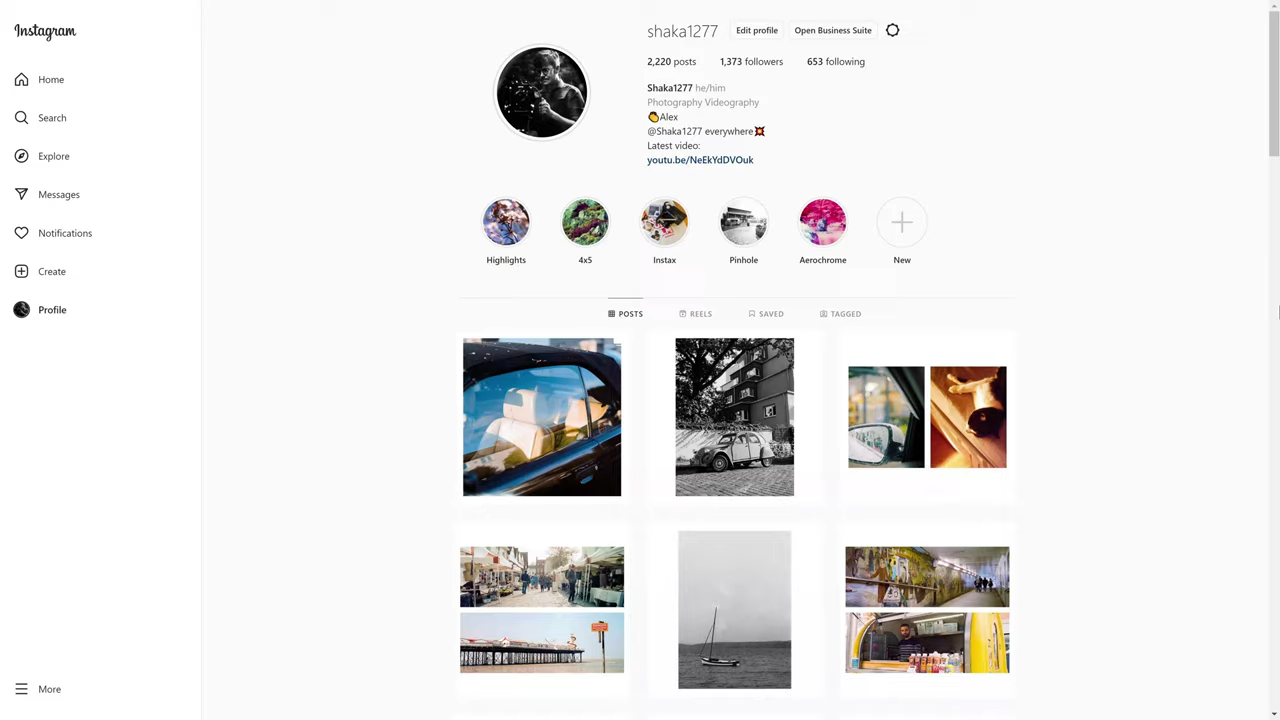 Instagram
Home
Search
Explore
Messages
Notifications
Create
Profile
More
shaka1277 Edit profile Open Business Suite
2,220 posts 1,373 followers 653 following
Shaka1277 he/him
Photography Videography
👏Alex
@Shaka1277 everywhere💥
Latest video:
youtu.be/NeEkYdDVOuk
Highlights 4x5 Instax Pinhole Aerochrome New
POSTS REELS SAVED TAGGED